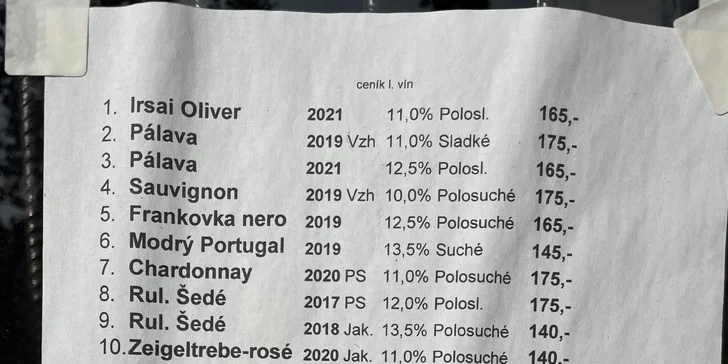 ceník l. vín
1. Irsai Oliver 2021 11,0% Polosl. 165,-
2. Pálava 2019 Vzh 11,0% Sladké 175,-
3. Pálava 2021 12,5% Polosl. 165,-
4. Sauvignon 2019 Vzh 10,0% Polosuché 175,-
5. Frankovka nero 2019 12,5% Polosuché 165,-
6. Modrý Portugal 2019 13,5% Suché 145,-
7. Chardonnay 2020 PS 11,0% Polosuché 175,-
8. Rul. Šedé 2017 PS 12,0% Polosl. 175,-
9. Rul. Šedé 2018 Jak. 13,5% Polosuché 140,-
10. Zeigeltrebe-rosé 2020 Jak. 11,0% Polosuché 140,-